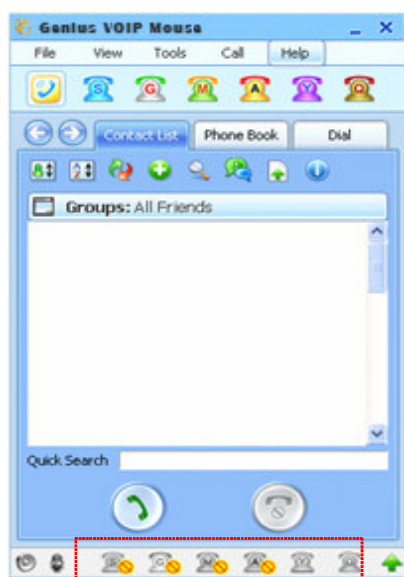 Genius VOIP Mouse
File View Tools Call Help
S G M A Y Q
Contact List Phone Book Dial
Groups: All Friends
Quick Search